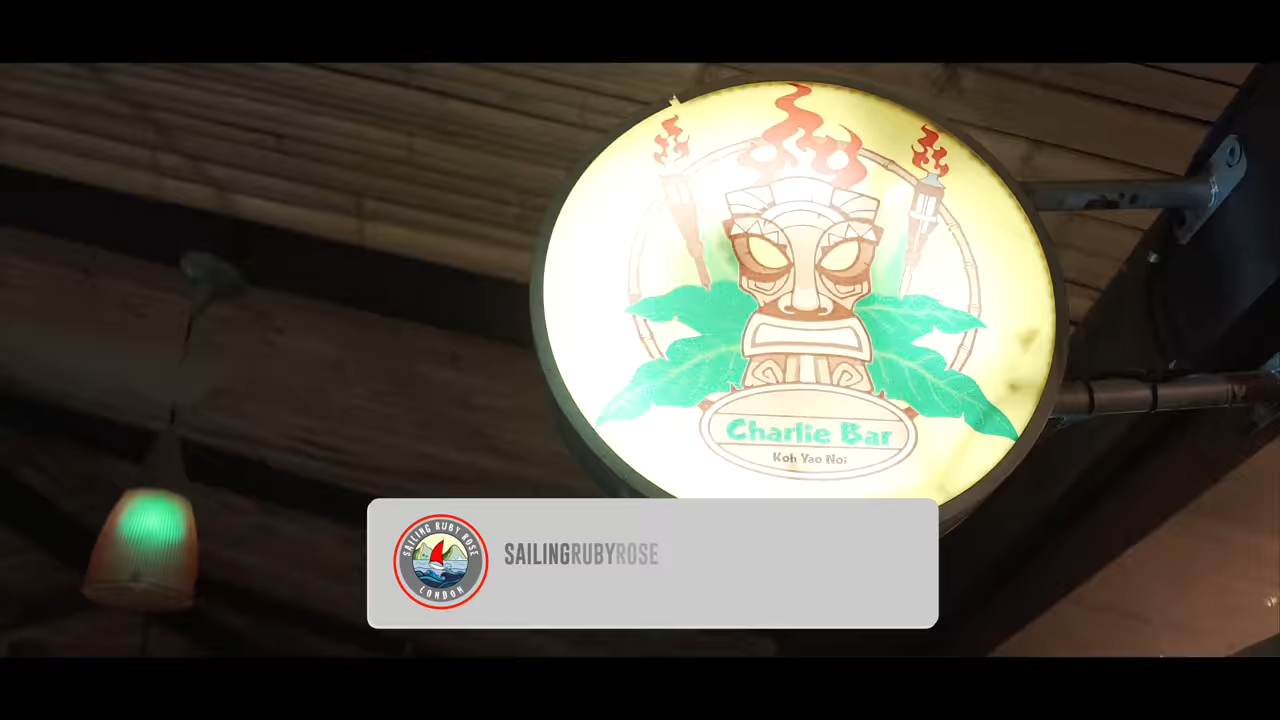 Charlie Bar
Koh Yao Noi
SAILING RUBY ROSE
LONDON
SAILINGRUBYROSE